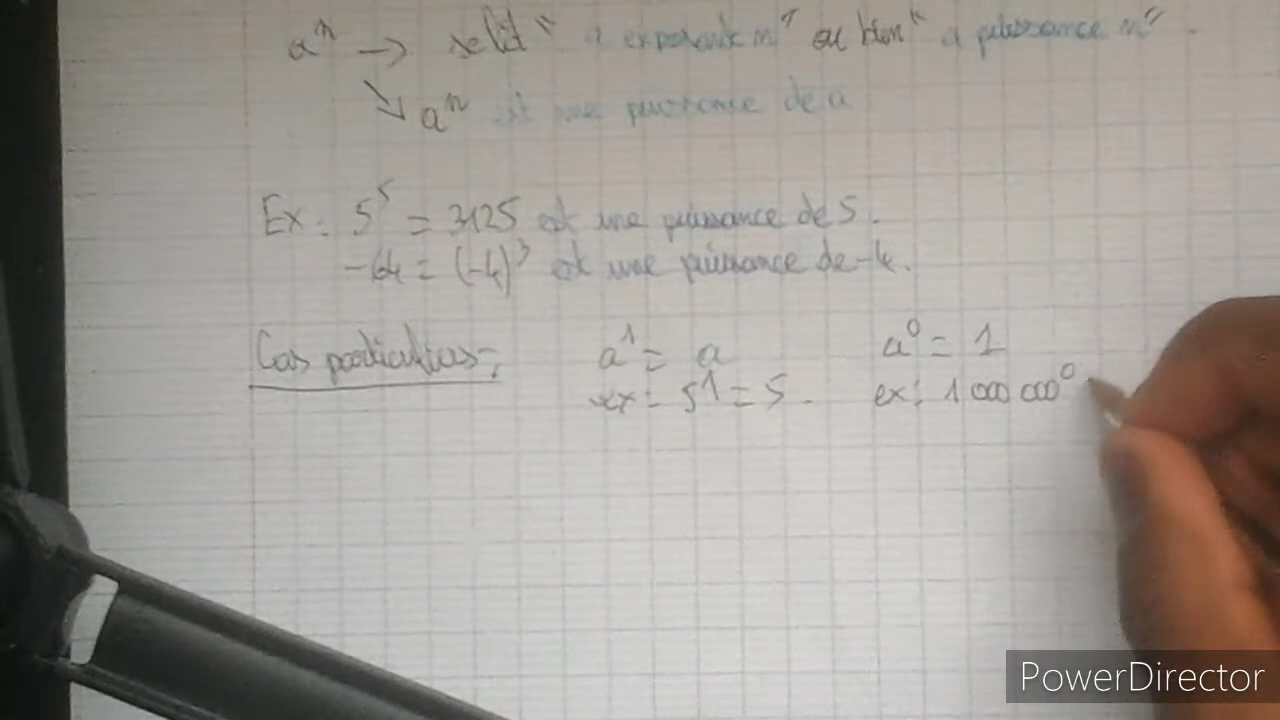 aⁿ → se lit " a exposant n " ou bien " a puissance n ".
aⁿ est une puissance de a
Ex : 5⁵ = 3125 est une puissance de 5.
-64 = (-4)³ est une puissance de -4.
Cas particuliers : a¹ = a a⁰ = 1
ex : 5¹ = 5. ex : 1 000 000⁰
PowerDirector